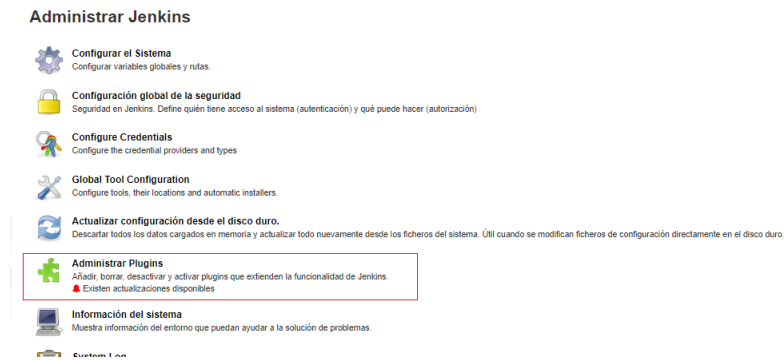 Administrar Jenkins
Configurar el Sistema
Configurar variables globales y rutas.
Configuración global de la seguridad
Seguridad en Jenkins. Define quién tiene acceso al sistema (autenticación) y qué puede hacer (autorización)
Configure Credentials
Configure the credential providers and types
Global Tool Configuration
Configure tools, their locations and automatic installers.
Actualizar configuración desde el disco duro.
Descartar todos los datos cargados en memoria y actualizar todo nuevamente desde los ficheros del sistema. Útil cuando se modifican ficheros de configuración directamente en el disco duro.
Administrar Plugins
Añadir, borrar, desactivar y activar plugins que extienden la funcionalidad de Jenkins.
Existen actualizaciones disponibles
Información del sistema
Muestra información del entorno que puedan ayudar a la solución de problemas.
System Log